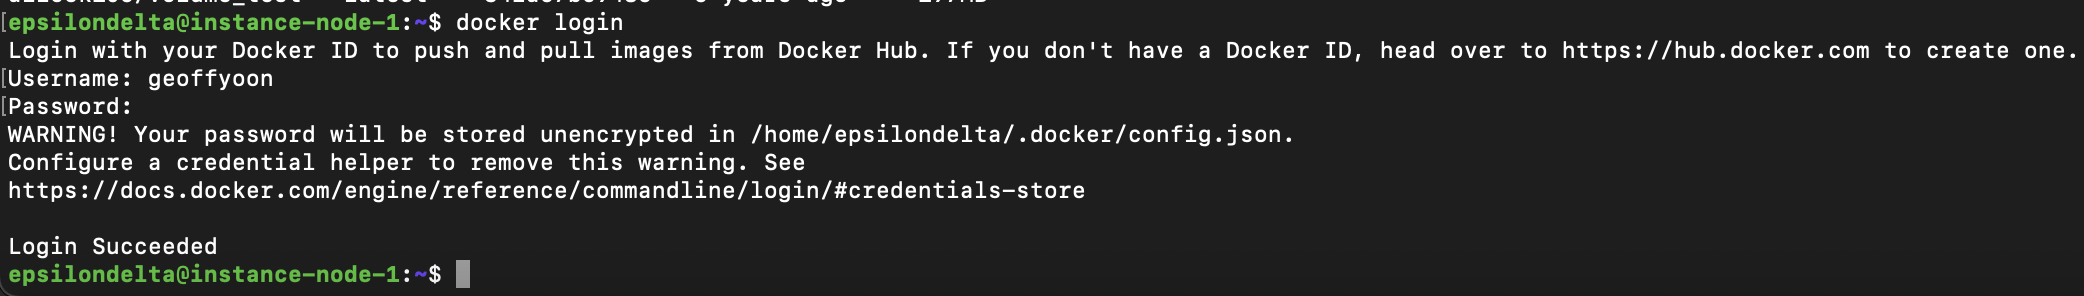 epsilondelta@instance-node-1:~$ docker login
Login with your Docker ID to push and pull images from Docker Hub. If you don't have a Docker ID, head over to https://hub.docker.com to create one.
Username: geoffyoon
Password:
WARNING! Your password will be stored unencrypted in /home/epsilondelta/.docker/config.json.
Configure a credential helper to remove this warning. See
https://docs.docker.com/engine/reference/commandline/login/#credentials-store
Login Succeeded
epsilondelta@instance-node-1:~$